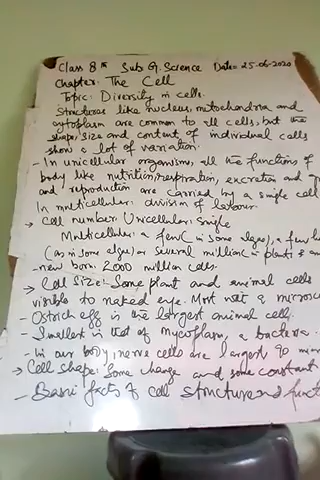 Class 8th Sub: G. Science Date: 25-06-2020
Chapter: The Cell
Topic: Diversity in cells.
Structures like nucleus, mitochondria, and
cytoplasm are common to all cells, but the
shape, size and content of individual cells
show a lot of variation.
- In unicellular organisms, all the functions of
body like nutrition, respiration, excretion and
and reproduction are carried by a single cell
In multicellular: division of labour.
→ Cell number: Unicellular: Single
Multicellular: a few (in some algae), a few
(as in some algae) or several million (in plants &
- new born: 2000 million cells.
→ Cell Size: Some plant and animal cells
visible to naked eye. Most not a
- Ostrich egg is the largest animal cell.
- Smallest is that of mycoplasm, a bacteria.
- In our body, nerve cells are largest 90
→ Cell shape: Some change and some constant
- Basic facts of cell structure and